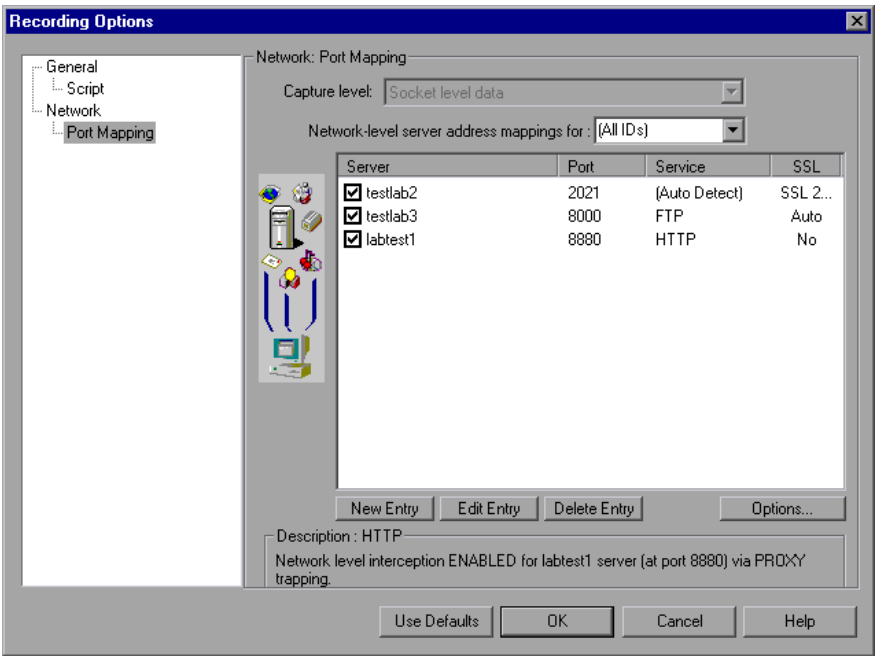 Recording Options
General
Script
Network
Port Mapping
Network: Port Mapping
Capture level: Socket level data
Network-level server address mappings for : (All IDs)
Server Port Service SSL
testlab2 2021 (Auto Detect) SSL 2...
testlab3 8000 FTP Auto
labtest1 8880 HTTP No
New Entry Edit Entry Delete Entry Options...
Description : HTTP
Network level interception ENABLED for labtest1 server (at port 8880) via PROXY
trapping.
Use Defaults OK Cancel Help